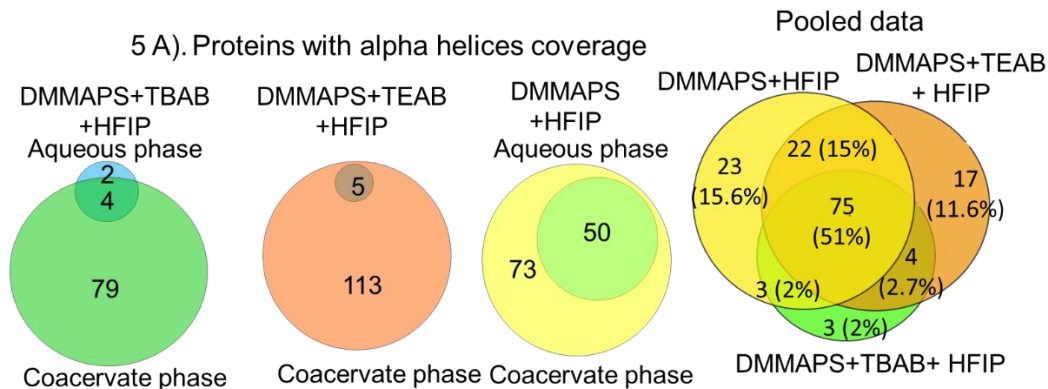 5 A). Proteins with alpha helices coverage
DMMAPS+TBAB
+HFIP
Aqueous phase
2
4
79
Coacervate phase
DMMAPS+TEAB
+HFIP
5
113
Coacervate phase
DMMAPS
+HFIP
Aqueous phase
50
73
Coacervate phase
Pooled data
DMMAPS+HFIP
DMMAPS+TEAB
+ HFIP
23
(15.6%)
22 (15%)
17
(11.6%)
75
(51%)
4
(2.7%)
3 (2%)
3 (2%)
DMMAPS+TBAB+ HFIP